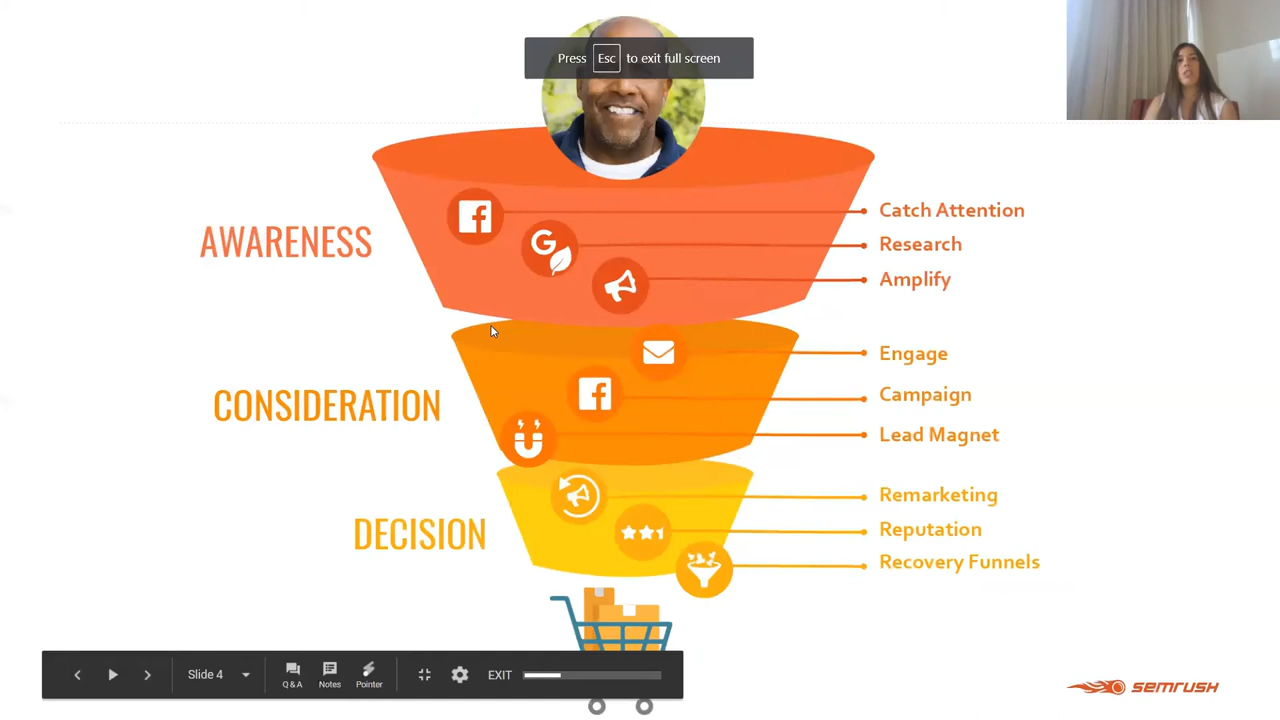 Press Esc to exit full screen
AWARENESS
Catch Attention
Research
Amplify
CONSIDERATION
Engage
Campaign
Lead Magnet
DECISION
Remarketing
Reputation
Recovery Funnels
Slide 4
Q & A
Notes
Pointer
EXIT
semrush